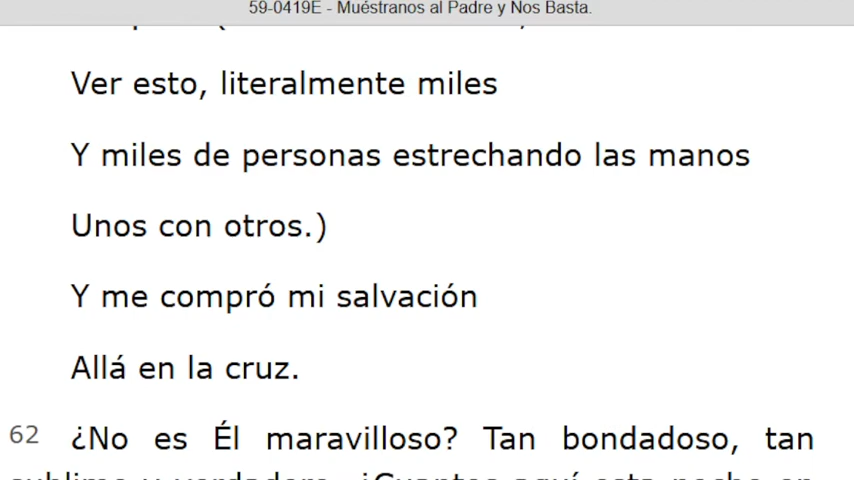 59-0419E - Muéstranos al Padre y Nos Basta.
Ver esto, literalmente miles
Y miles de personas estrechando las manos
Unos con otros.)
Y me compró mi salvación
Allá en la cruz.
62 ¿No es Él maravilloso? Tan bondadoso, tan